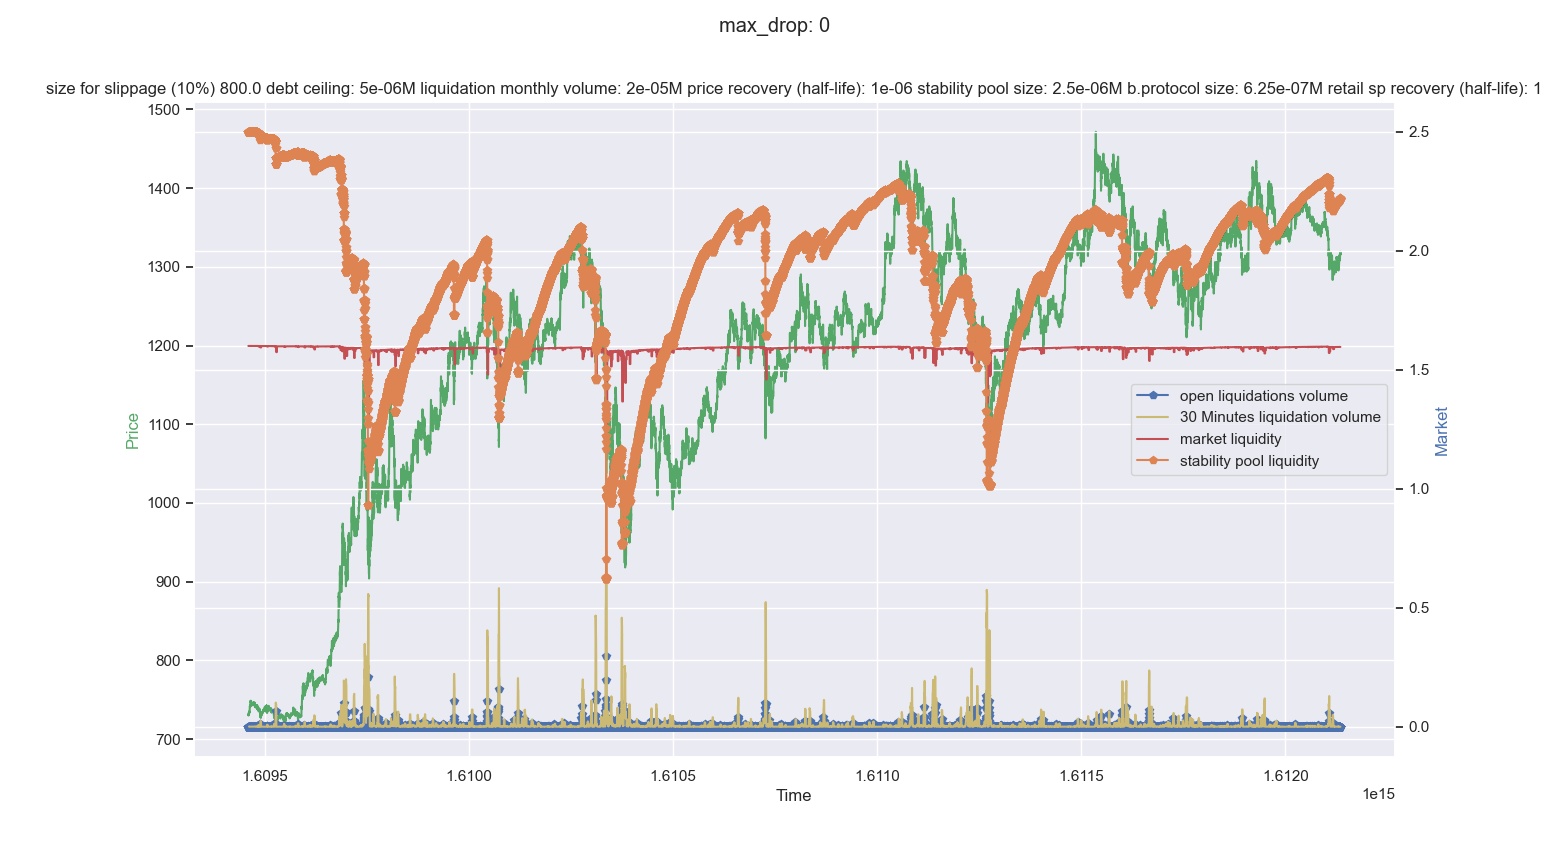 max_drop: 0
size for slippage (10%) 800.0 debt ceiling: 5e-06M liquidation monthly volume: 2e-05M price recovery (half-life): 1e-06 stability pool size: 2.5e-06M b.protocol size: 6.25e-07M retail sp recovery (half-life): 1
1500
1400
1300
1200
1100
1000
900
800
700
Price
2.5
2.0
1.5
1.0
0.5
0.0
Market
open liquidations volume
30 Minutes liquidation volume
market liquidity
stability pool liquidity
1.6095 1.6100 1.6105 1.6110 1.6115 1.6120
Time
1e15